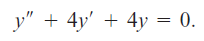 y″ + 4y′ + 4y = 0.